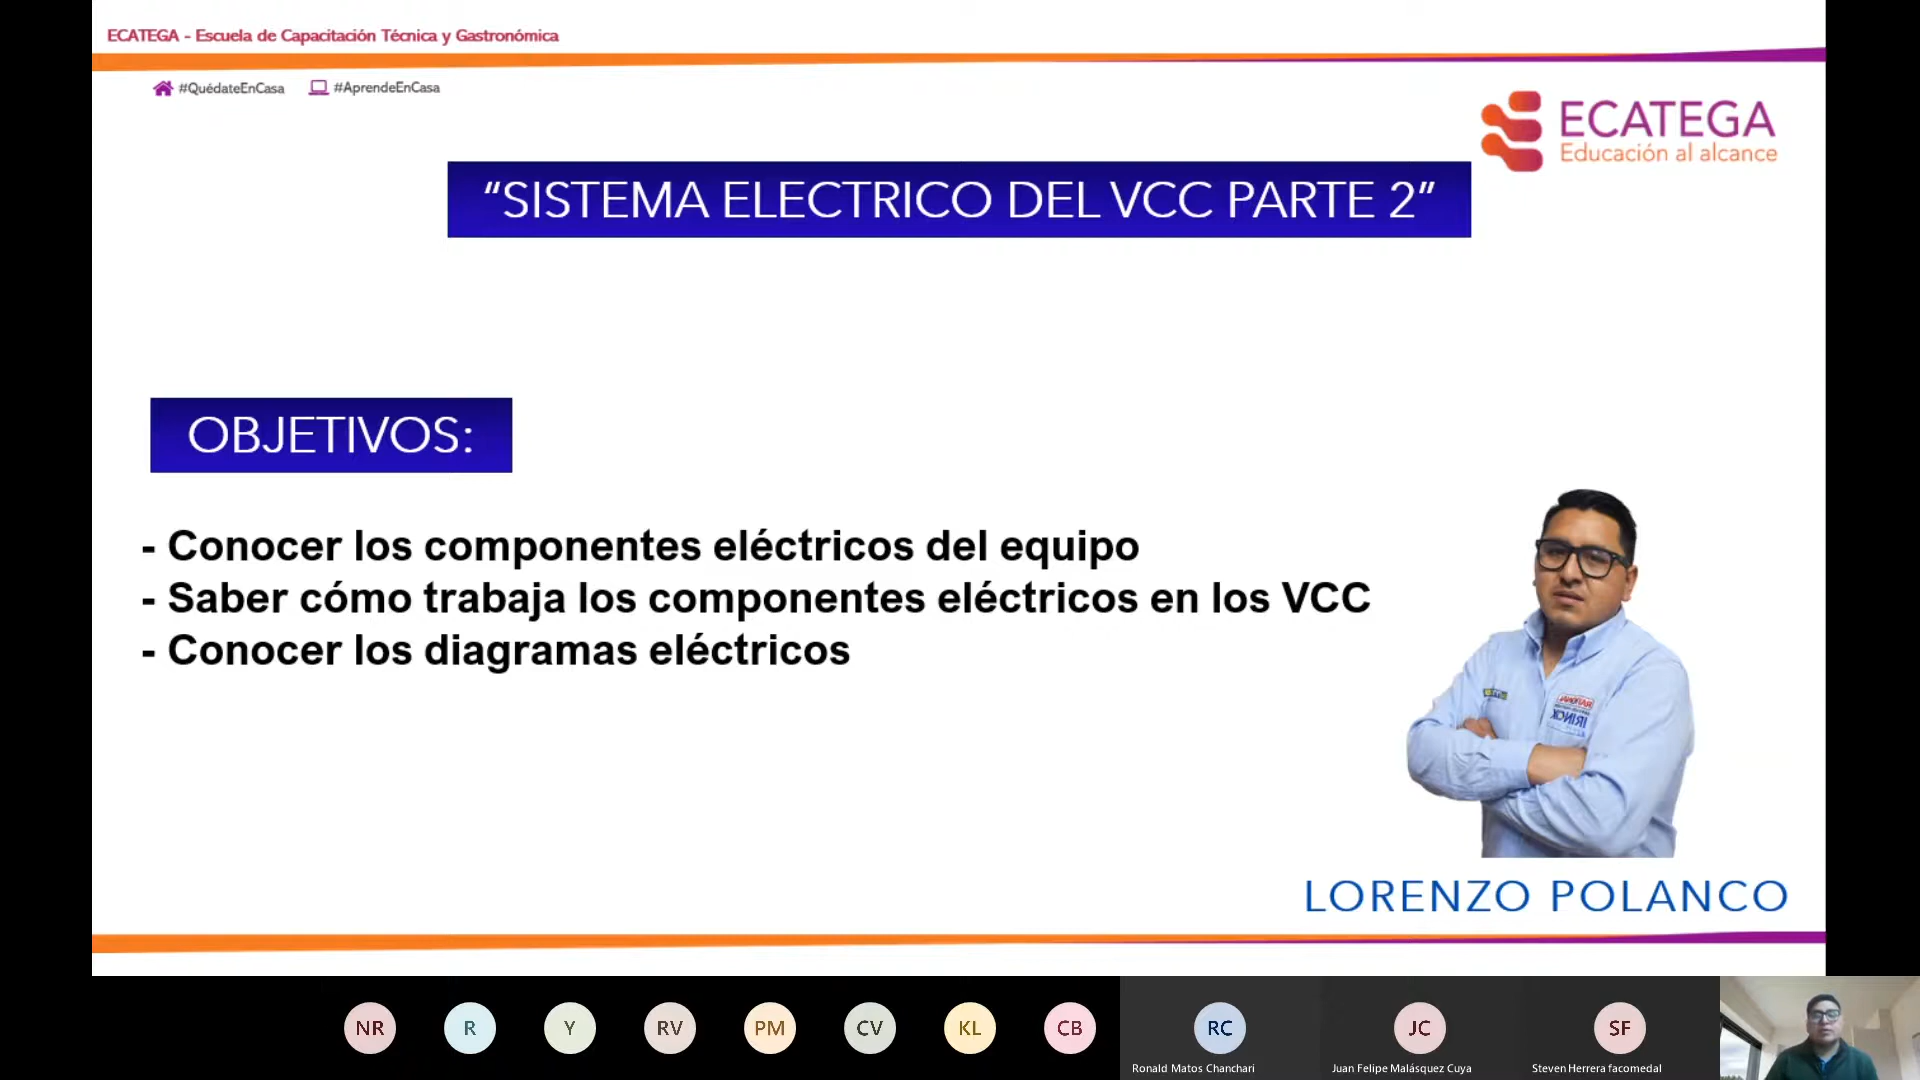 ECATEGA - Escuela de Capacitación Técnica y Gastronómica
#QuédateEnCasa #AprendeEnCasa
ECATEGA
Educación al alcance
“SISTEMA ELECTRICO DEL VCC PARTE 2”
OBJETIVOS:
- Conocer los componentes eléctricos del equipo
- Saber cómo trabaja los componentes eléctricos en los VCC
- Conocer los diagramas eléctricos
RATIONAL
IRINOX
LORENZO POLANCO
NR R Y RV PM CV KL CB RC JC SF
Ronald Matos Chanchari Juan Felipe Malásquez Cuya Steven Herrera facomedal